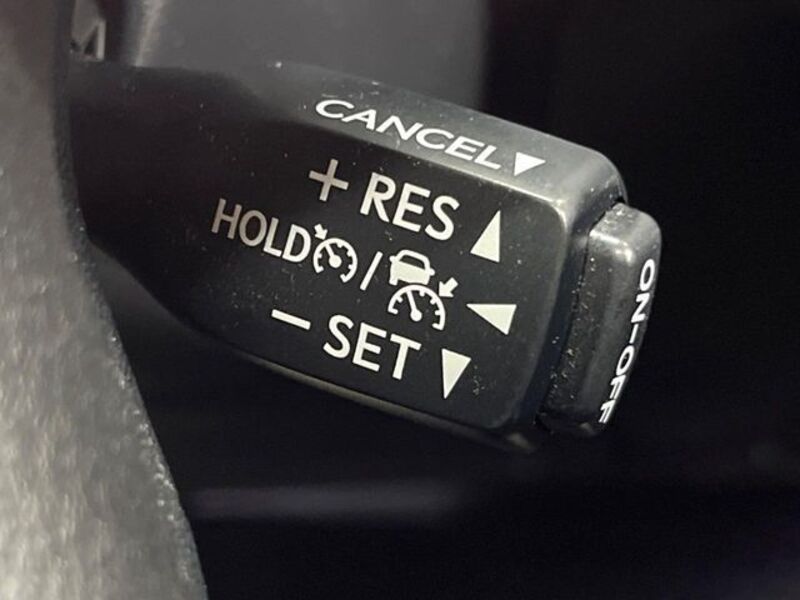 CANCEL▼
+ RES ▲
HOLD / ◀
− SET ▼
ON-OFF